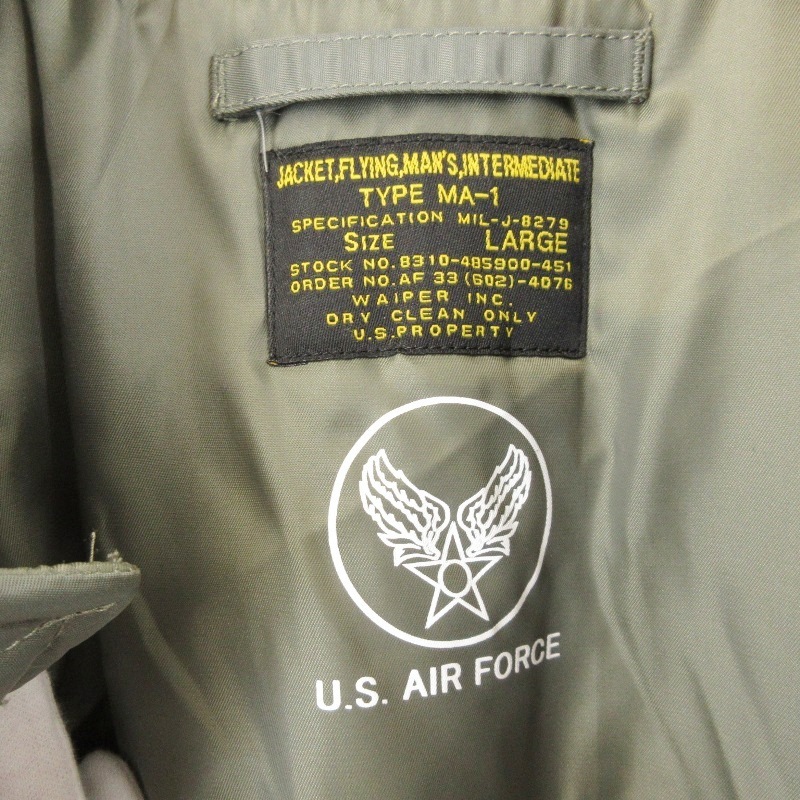 JACKET,FLYING,MAN'S,INTERMEDIATE
TYPE MA-1
SPECIFICATION MIL-J-8279
SIZE LARGE
STOCK NO.8310-485900-451
ORDER NO.AF 33(602)-4076
WAIPER INC.
DRY CLEAN ONLY
U.S.PROPERTY
U.S. AIR FORCE